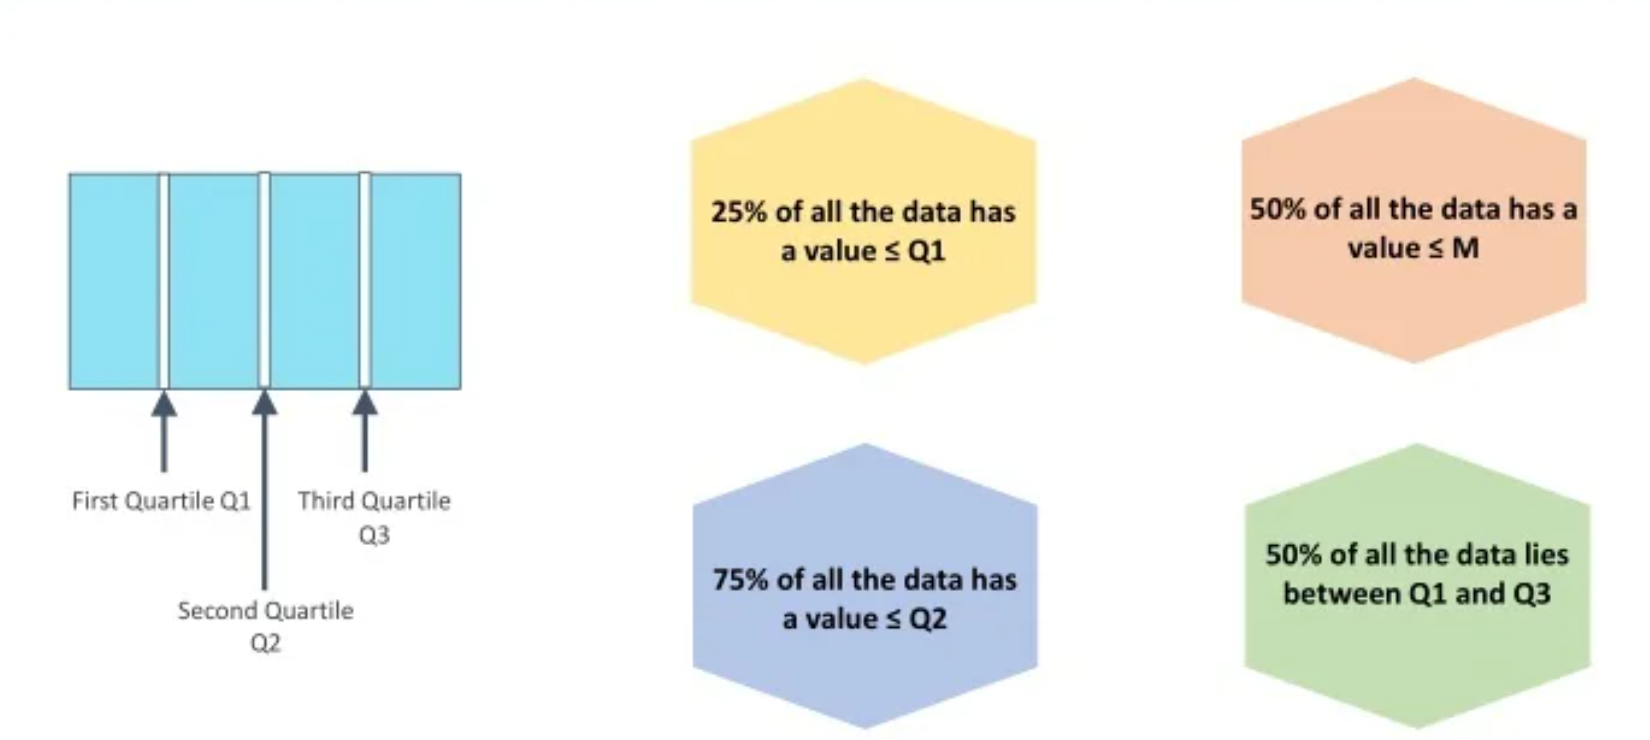 First Quartile Q1
Third Quartile
Q3
Second Quartile
Q2
25% of all the data has
a value ≤ Q1
50% of all the data has a
value ≤ M
75% of all the data has
a value ≤ Q2
50% of all the data lies
between Q1 and Q3